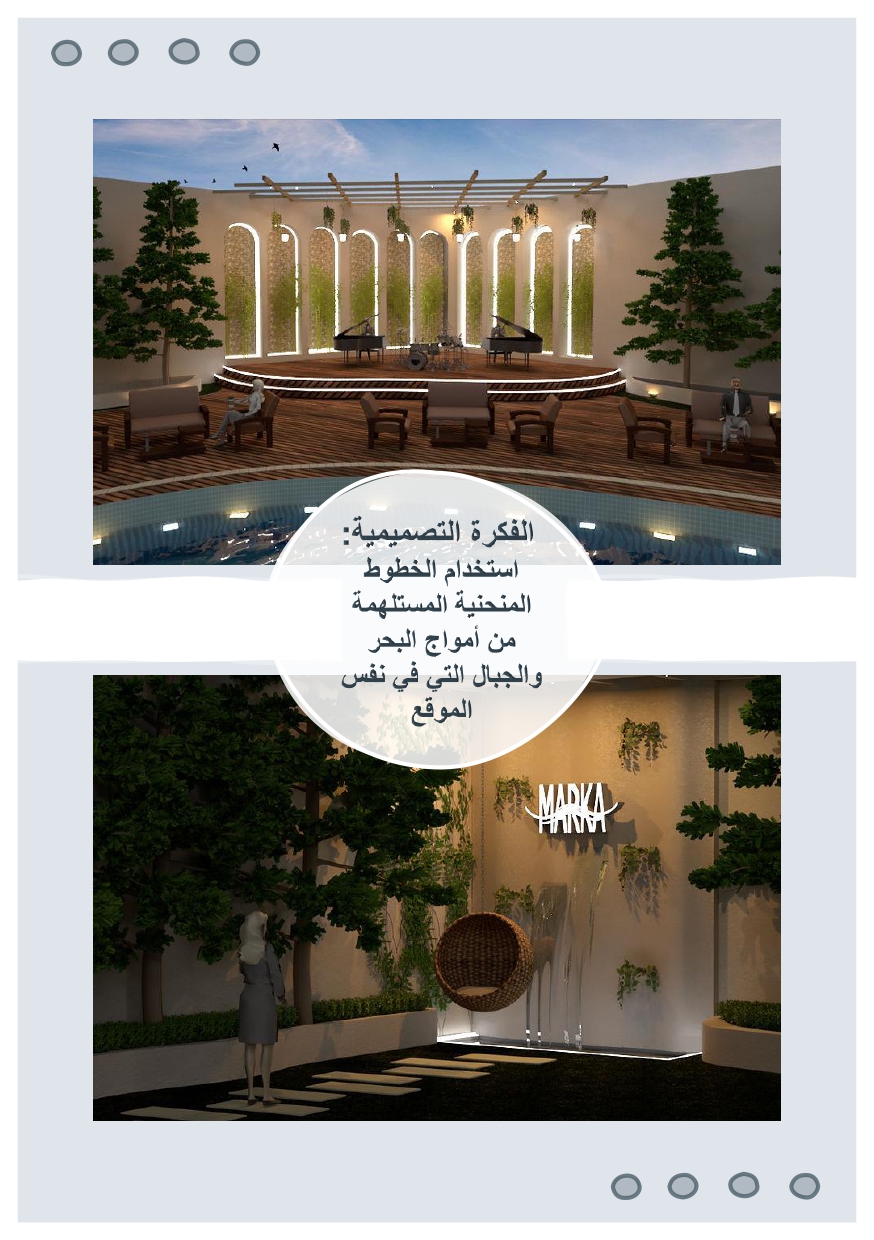 الفكرة التصميمية:
استخدام الخطوط
المنحنية المستلهمة
من أمواج البحر
والجبال التي في نفس
الموقع
MARKA